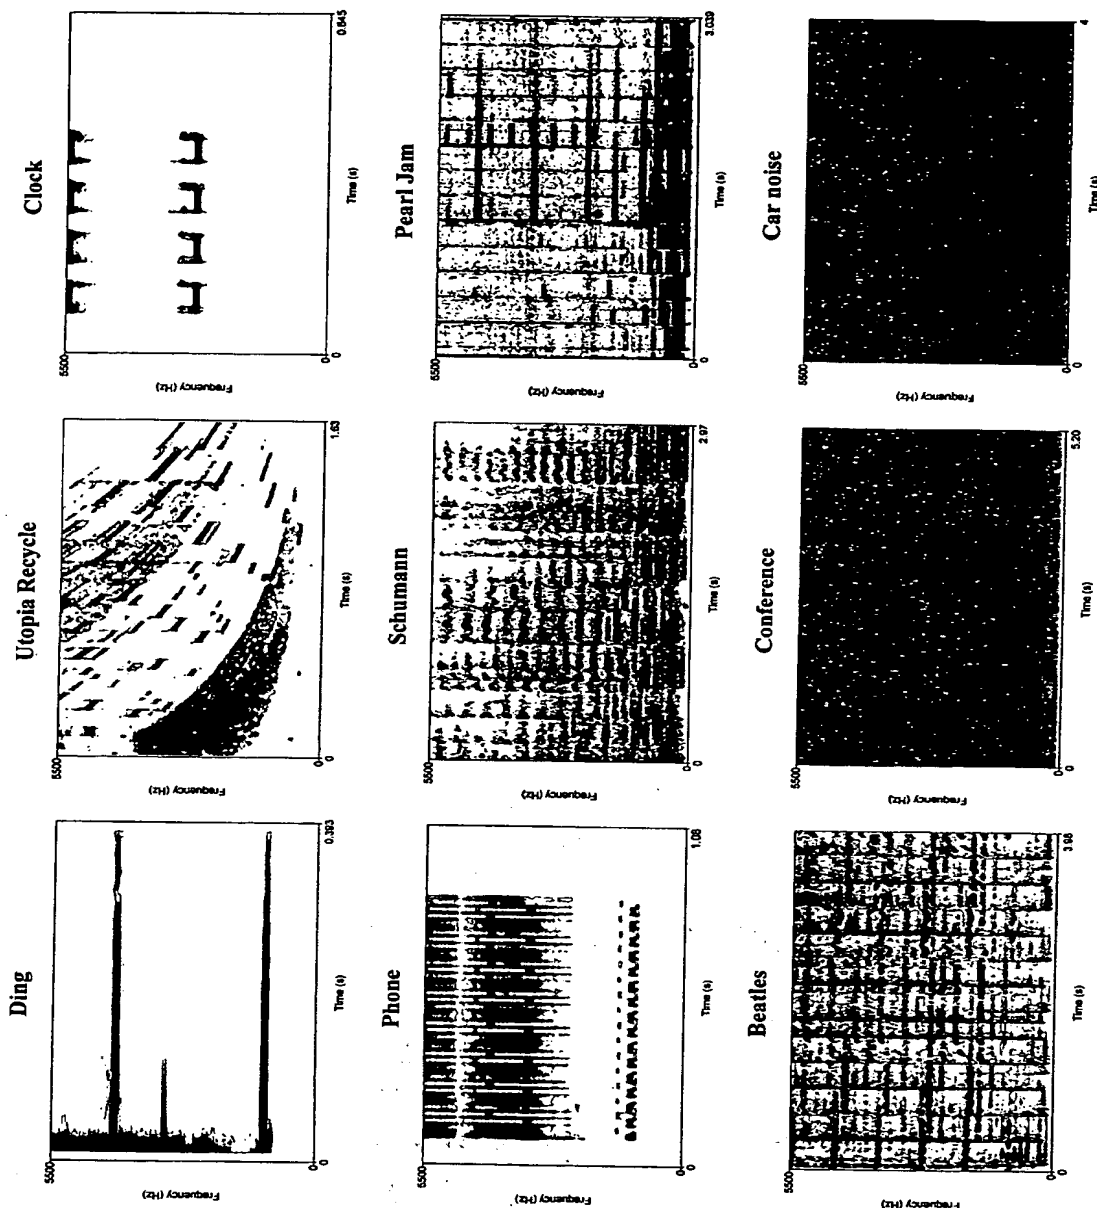 Ding
5500
Frequency (Hz)
0
0
0.393
Time (s)
Utopia Recycle
5500
Frequency (Hz)
0
0
1.63
Time (s)
Clock
5500
Frequency (Hz)
0
0
Time (s)
Phone
5500
Frequency (Hz)
0
0
1.08
Time (s)
Schumann
5500
Frequency (Hz)
0
0
2.97
Time (s)
Pearl Jam
5500
Frequency (Hz)
0
0
3.039
Time (s)
Beatles
5500
Frequency (Hz)
0
0
3.98
Time (s)
Conference
5500
Frequency (Hz)
0
0
5.20
Time (s)
Car noise
5500
Frequency (Hz)
0
0
4
Time (s)